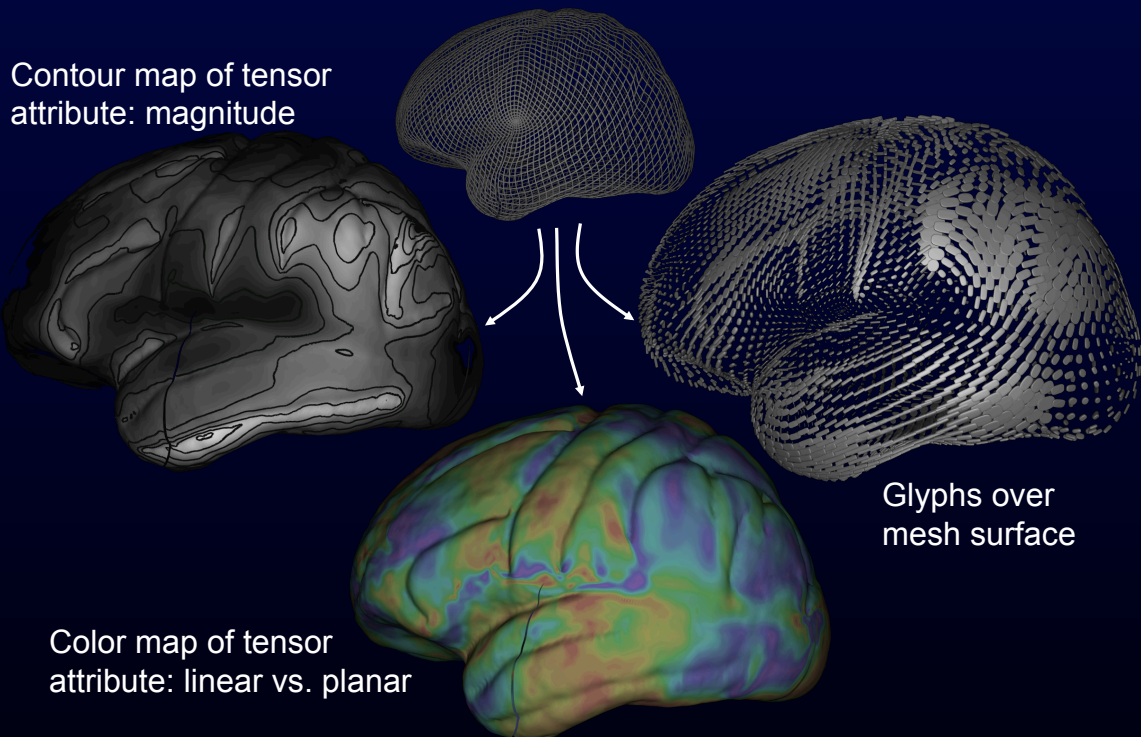 Contour map of tensor
attribute: magnitude
Glyphs over
mesh surface
Color map of tensor
attribute: linear vs. planar